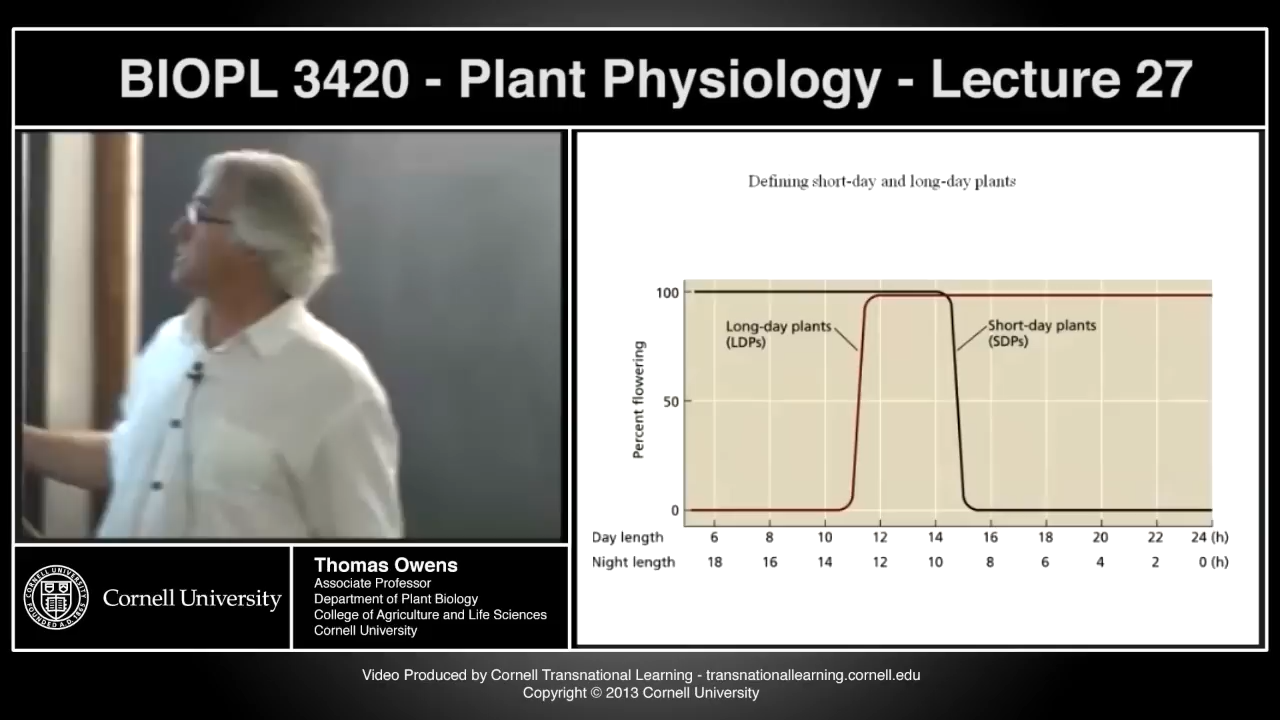 BIOPL 3420 - Plant Physiology - Lecture 27
Defining short-day and long-day plants
100
50
0
Percent flowering
Long-day plants
(LDPs)
Short-day plants
(SDPs)
Day length 6 8 10 12 14 16 18 20 22 24 (h)
Night length 18 16 14 12 10 8 6 4 2 0 (h)
Cornell University
Thomas Owens
Associate Professor
Department of Plant Biology
College of Agriculture and Life Sciences
Cornell University
Video Produced by Cornell Transnational Learning - transnationallearning.cornell.edu
Copyright © 2013 Cornell University